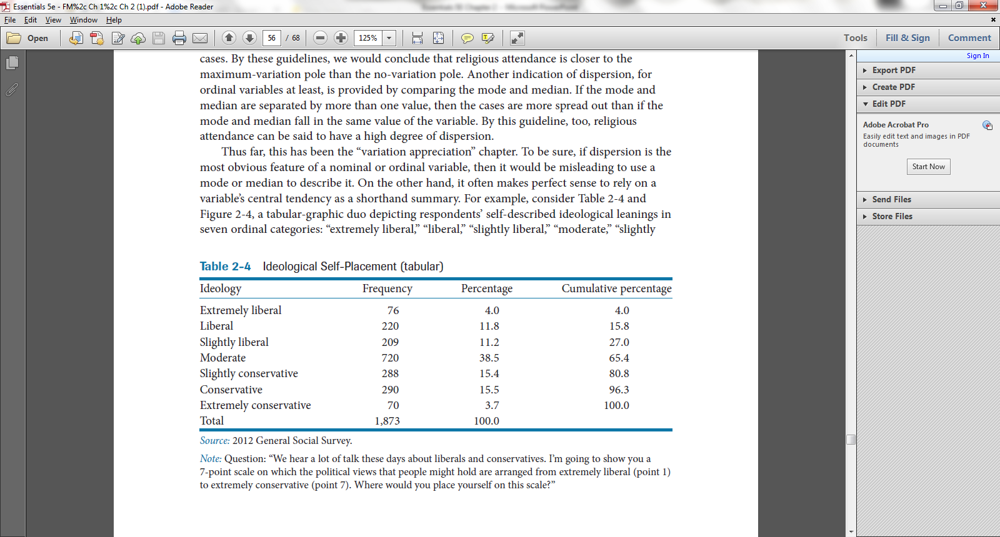 Essentials 5e - FM%2c Ch 1%2c Ch 2 (1).pdf - Adobe Reader
File Edit View Window Help
Open 56 / 68 125% Tools Fill & Sign Comment
Sign In
Export PDF
Create PDF
Edit PDF
Adobe Acrobat Pro
Easily edit text and images in PDF
documents
Start Now
Send Files
Store Files
cases. By these guidelines, we would conclude that religious attendance is closer to the
maximum-variation pole than the no-variation pole. Another indication of dispersion, for
ordinal variables at least, is provided by comparing the mode and median. If the mode and
median are separated by more than one value, then the cases are more spread out than if the
mode and median fall in the same value of the variable. By this guideline, too, religious
attendance can be said to have a high degree of dispersion.
Thus far, this has been the “variation appreciation” chapter. To be sure, if dispersion is the
most obvious feature of a nominal or ordinal variable, then it would be misleading to use a
mode or median to describe it. On the other hand, it often makes perfect sense to rely on a
variable’s central tendency as a shorthand summary. For example, consider Table 2-4 and
Figure 2-4, a tabular-graphic duo depicting respondents’ self-described ideological leanings in
seven ordinal categories: “extremely liberal,” “liberal,” “slightly liberal,” “moderate,” “slightly
Table 2-4 Ideological Self-Placement (tabular)
Ideology Frequency Percentage Cumulative percentage
Extremely liberal 76 4.0 4.0
Liberal 220 11.8 15.8
Slightly liberal 209 11.2 27.0
Moderate 720 38.5 65.4
Slightly conservative 288 15.4 80.8
Conservative 290 15.5 96.3
Extremely conservative 70 3.7 100.0
Total 1,873 100.0
Source: 2012 General Social Survey.
Note: Question: “We hear a lot of talk these days about liberals and conservatives. I’m going to show you a
7-point scale on which the political views that people might hold are arranged from extremely liberal (point 1)
to extremely conservative (point 7). Where would you place yourself on this scale?”